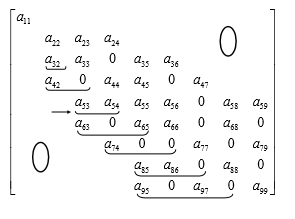 a11
a22 a23 a24 0
a32 a33 0 a35 a36
a42 0 a44 a45 0 a47
a53 a54 a55 a56 0 a58 a59
a63 0 a65 a66 0 a68 0
0 a74 0 0 a77 0 a79
a85 a86 0 a88 0
a95 0 a97 0 a99